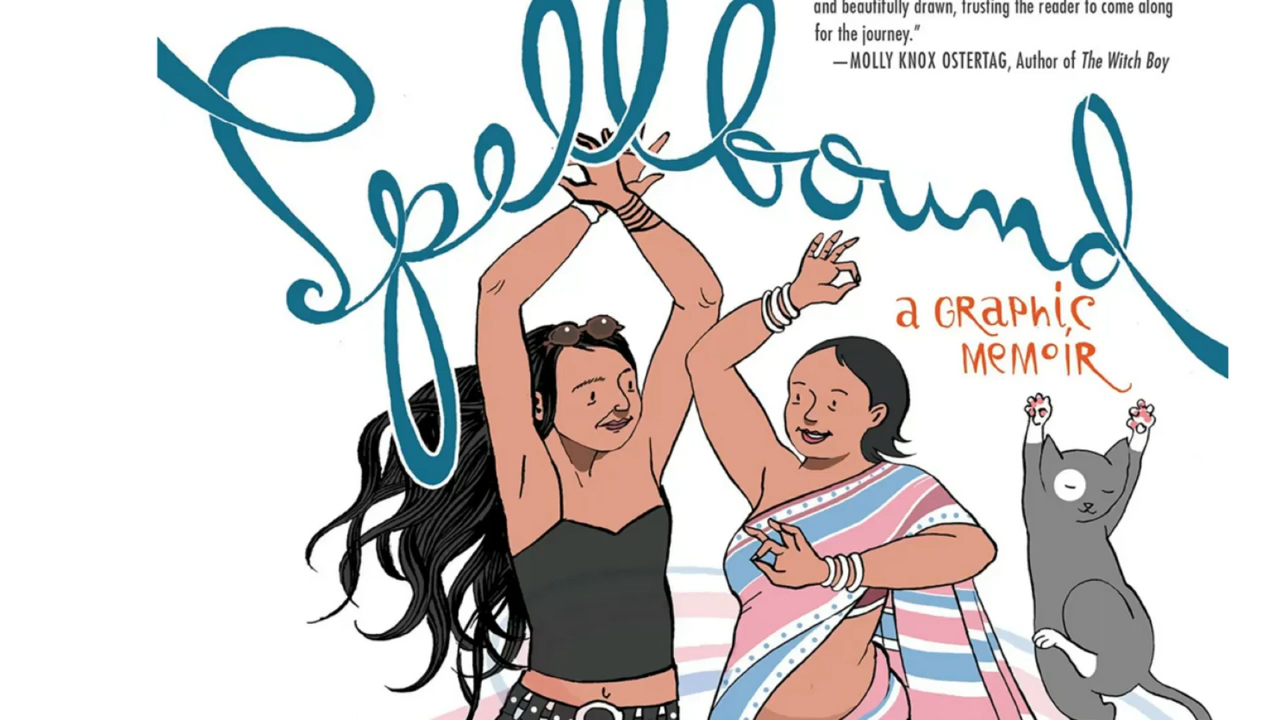 and beautifully drawn, trusting the reader to come along
for the journey.”
—MOLLY KNOX OSTERTAG, Author of The Witch Boy
Spellbound
a GRaPhic
MeMoiR